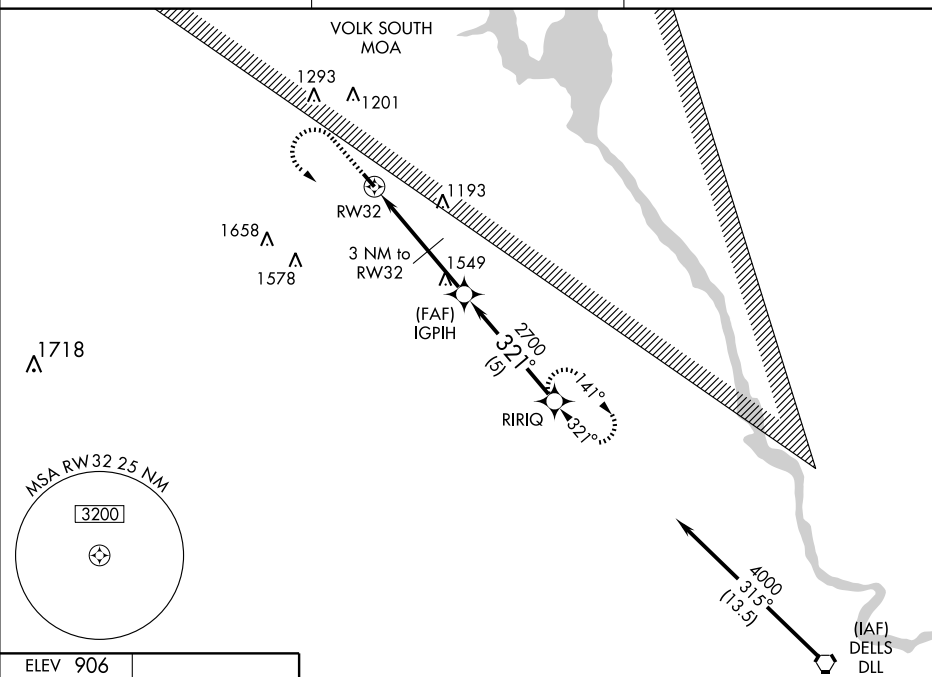 VOLK SOUTH
MOA
1293
1201
1193
RW32
1658
1578
3 NM to
RW32
1549
(FAF)
IGPIH
2700
321°
(5)
1718
141°
321°
RIRIQ
MSA RW32 25 NM
3200
4000
315°
(13.5)
(IAF)
DELLS
DLL
ELEV 906